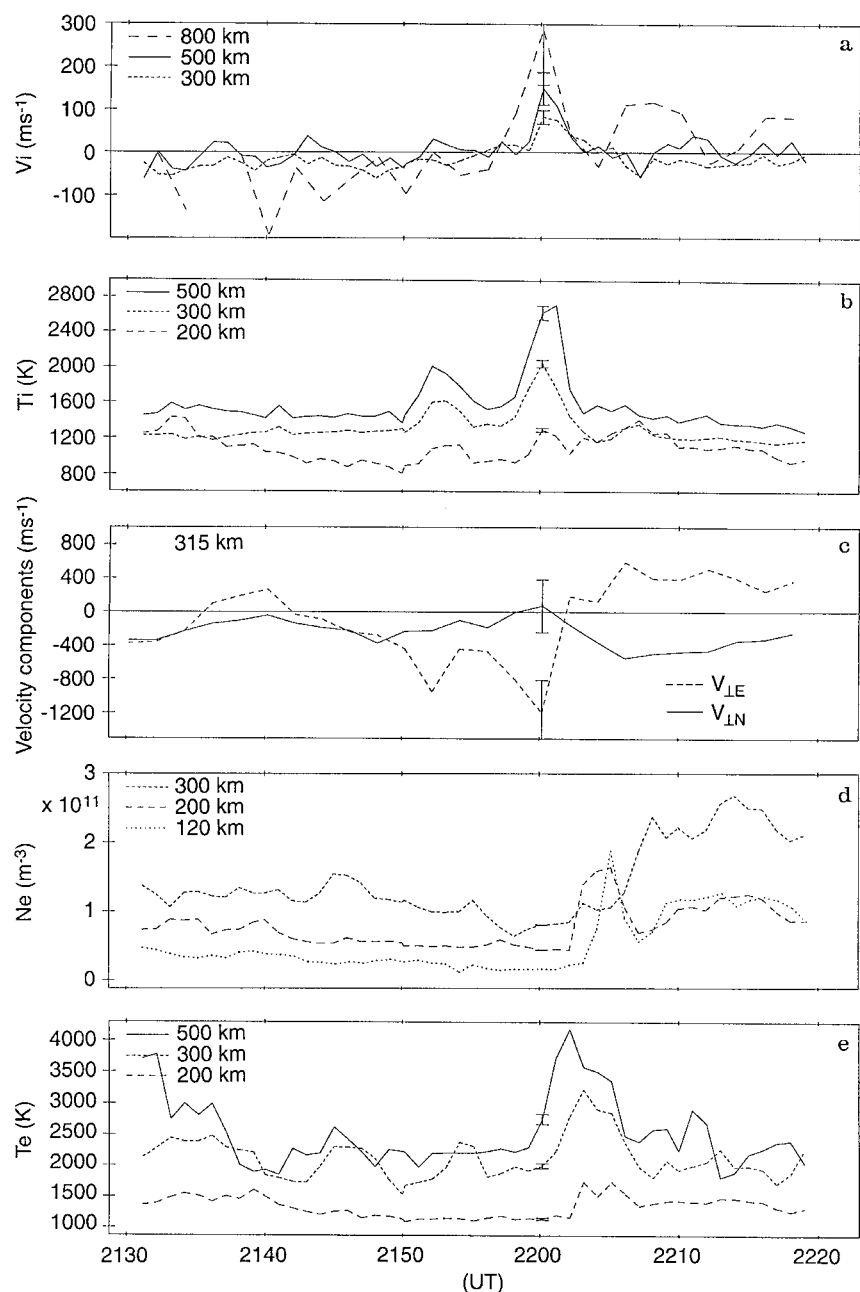 a
300
200
100
0
-100
Vi (ms⁻¹)
800 km
500 km
300 km
b
2800
2400
2000
1600
1200
800
Ti (K)
500 km
300 km
200 km
c
800
400
0
-400
-800
-1200
Velocity components (ms⁻¹)
315 km
V⊥E
V⊥N
d
3
x 10¹¹
2
1
0
Ne (m⁻³)
300 km
200 km
120 km
e
4000
3500
3000
2500
2000
1500
1000
Te (K)
500 km
300 km
200 km
2130 2140 2150 2200 2210 2220
(UT)